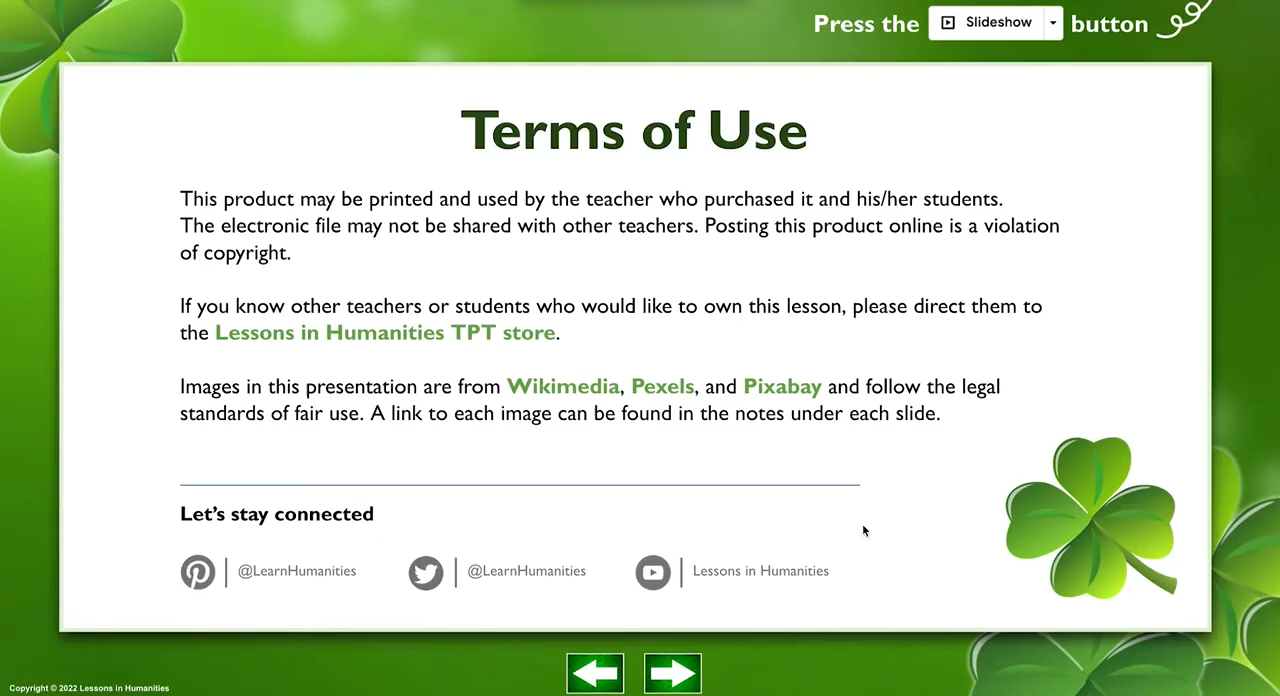 Press the Slideshow button
Terms of Use
This product may be printed and used by the teacher who purchased it and his/her students.
The electronic file may not be shared with other teachers. Posting this product online is a violation
of copyright.
If you know other teachers or students who would like to own this lesson, please direct them to
the Lessons in Humanities TPT store.
Images in this presentation are from Wikimedia, Pexels, and Pixabay and follow the legal
standards of fair use. A link to each image can be found in the notes under each slide.
Let's stay connected
@LearnHumanities @LearnHumanities Lessons in Humanities
Copyright © 2022 Lessons in Humanities